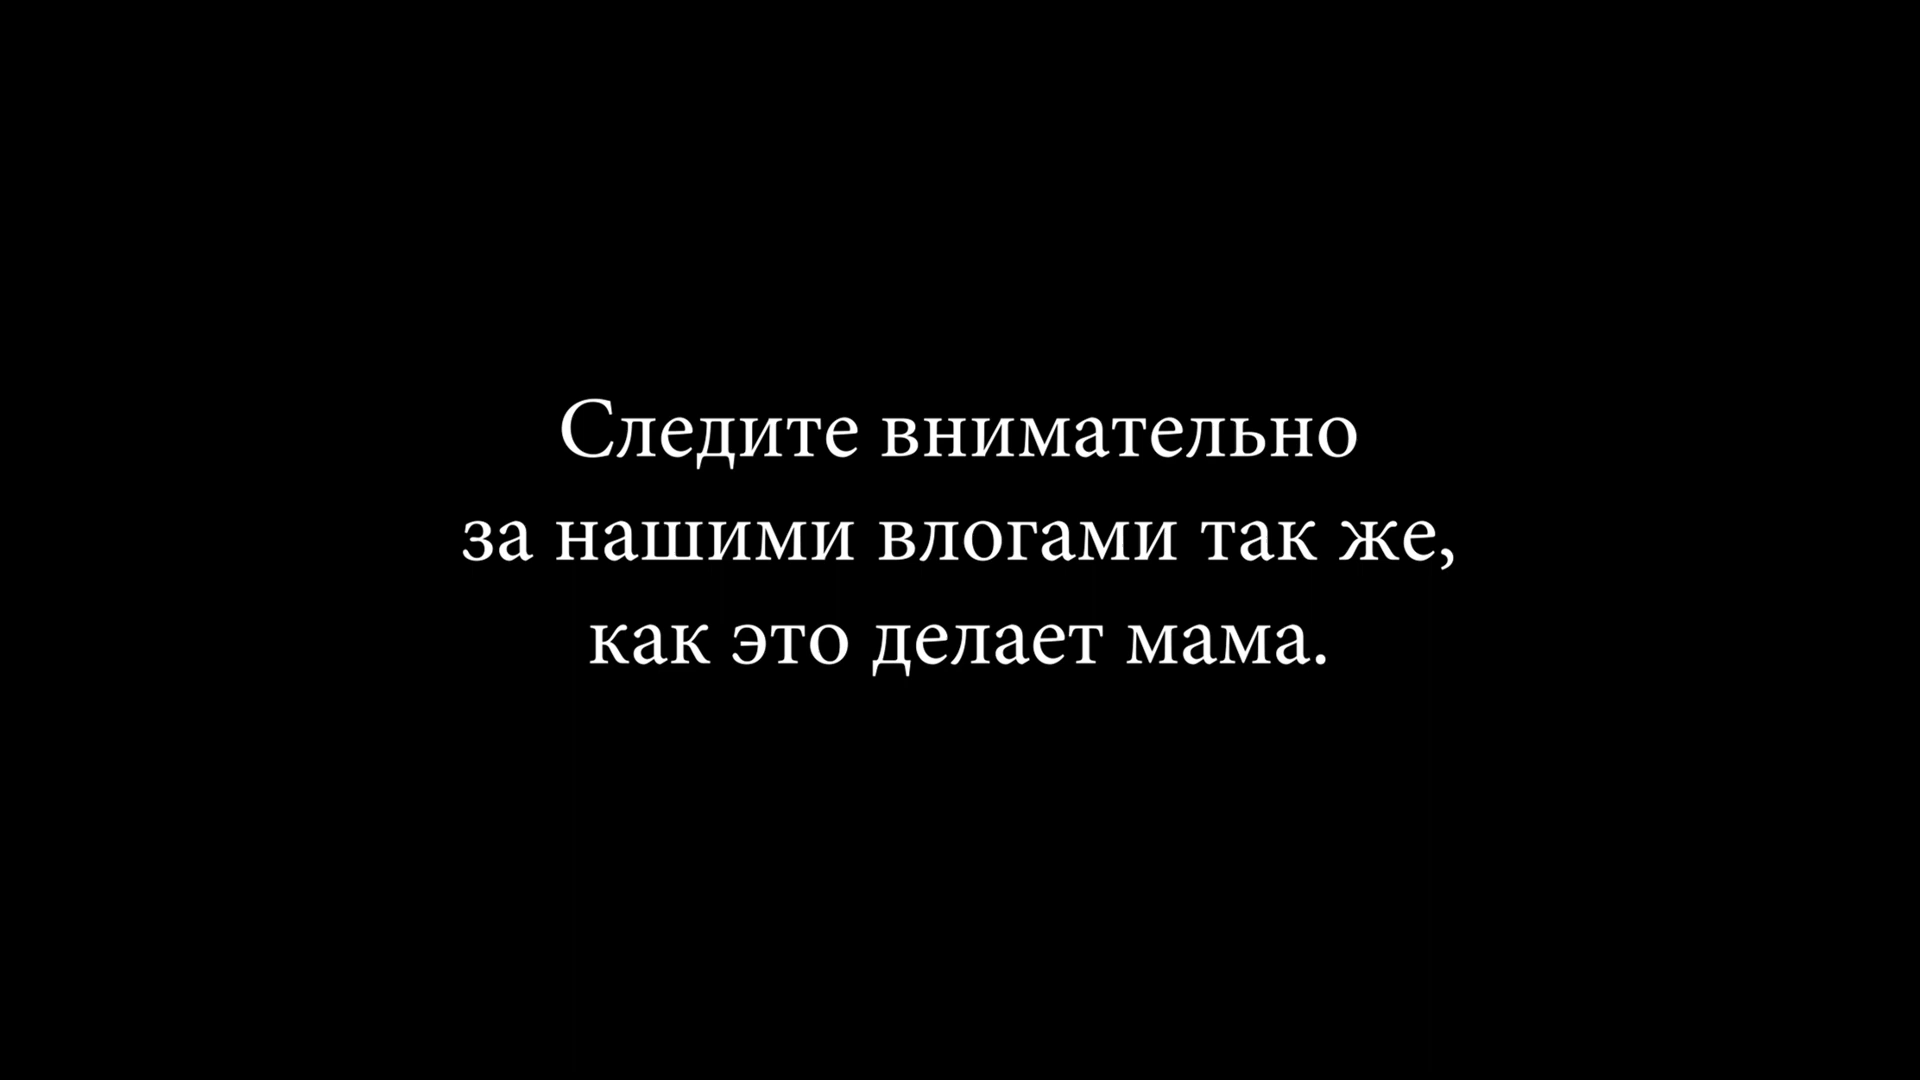 Следите внимательно
за нашими влогами так же,
как это делает мама.